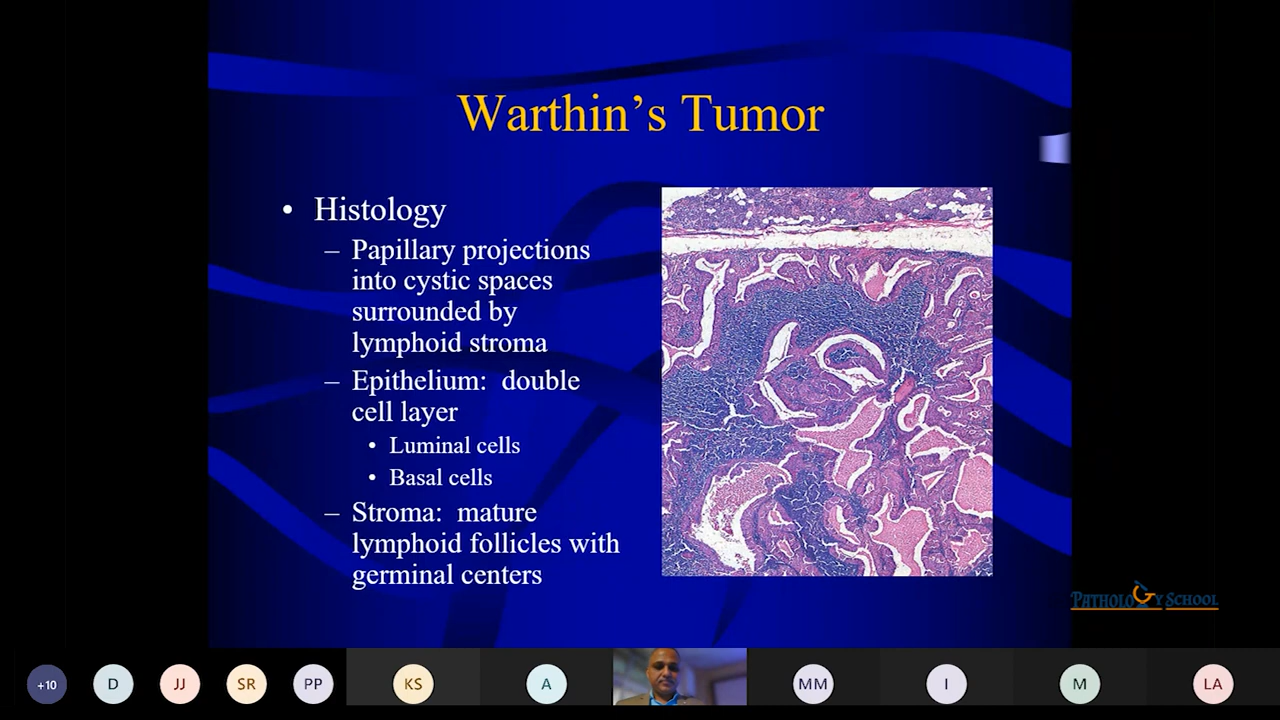 Warthin's Tumor
• Histology
– Papillary projections
into cystic spaces
surrounded by
lymphoid stroma
– Epithelium: double
cell layer
• Luminal cells
• Basal cells
– Stroma: mature
lymphoid follicles with
germinal centers
PATHOLOGY SCHOOL
+10
D
JJ
SR
PP
KS
A
MM
I
M
LA